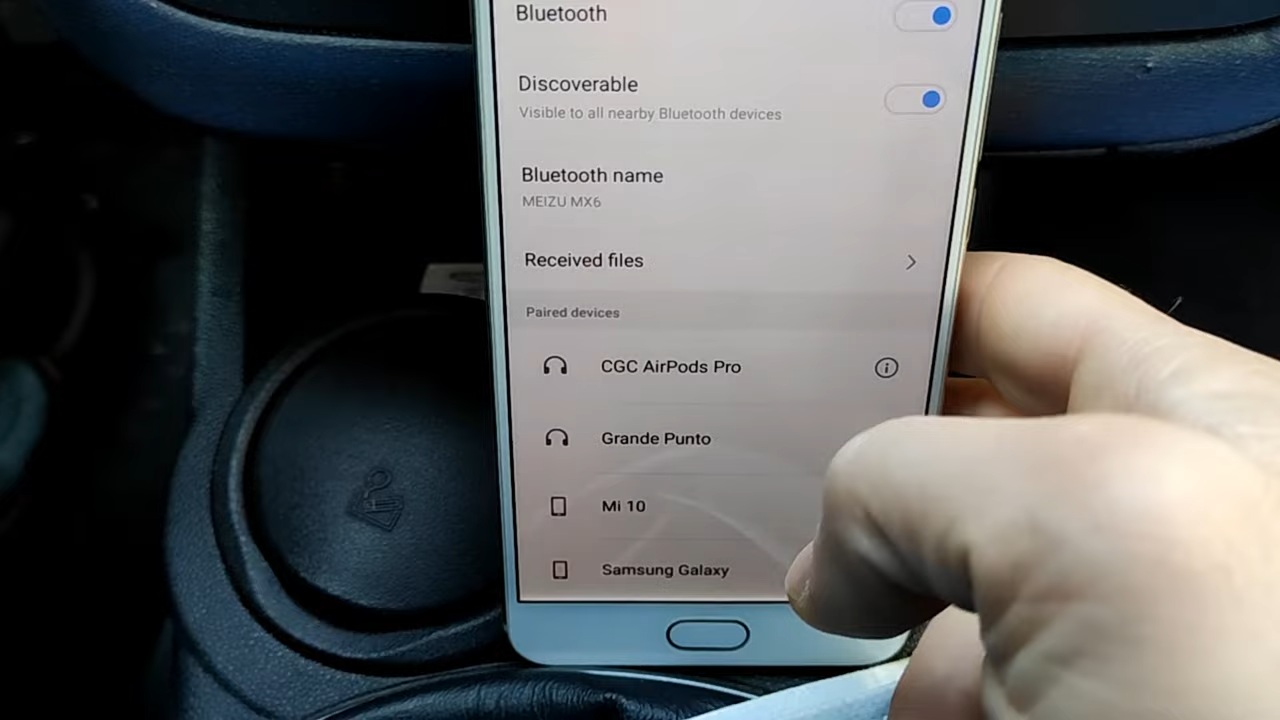 Bluetooth
Discoverable
Visible to all nearby Bluetooth devices
Bluetooth name
MEIZU MX6
Received files
Paired devices
CGC AirPods Pro
Grande Punto
Mi 10
Samsung Galaxy